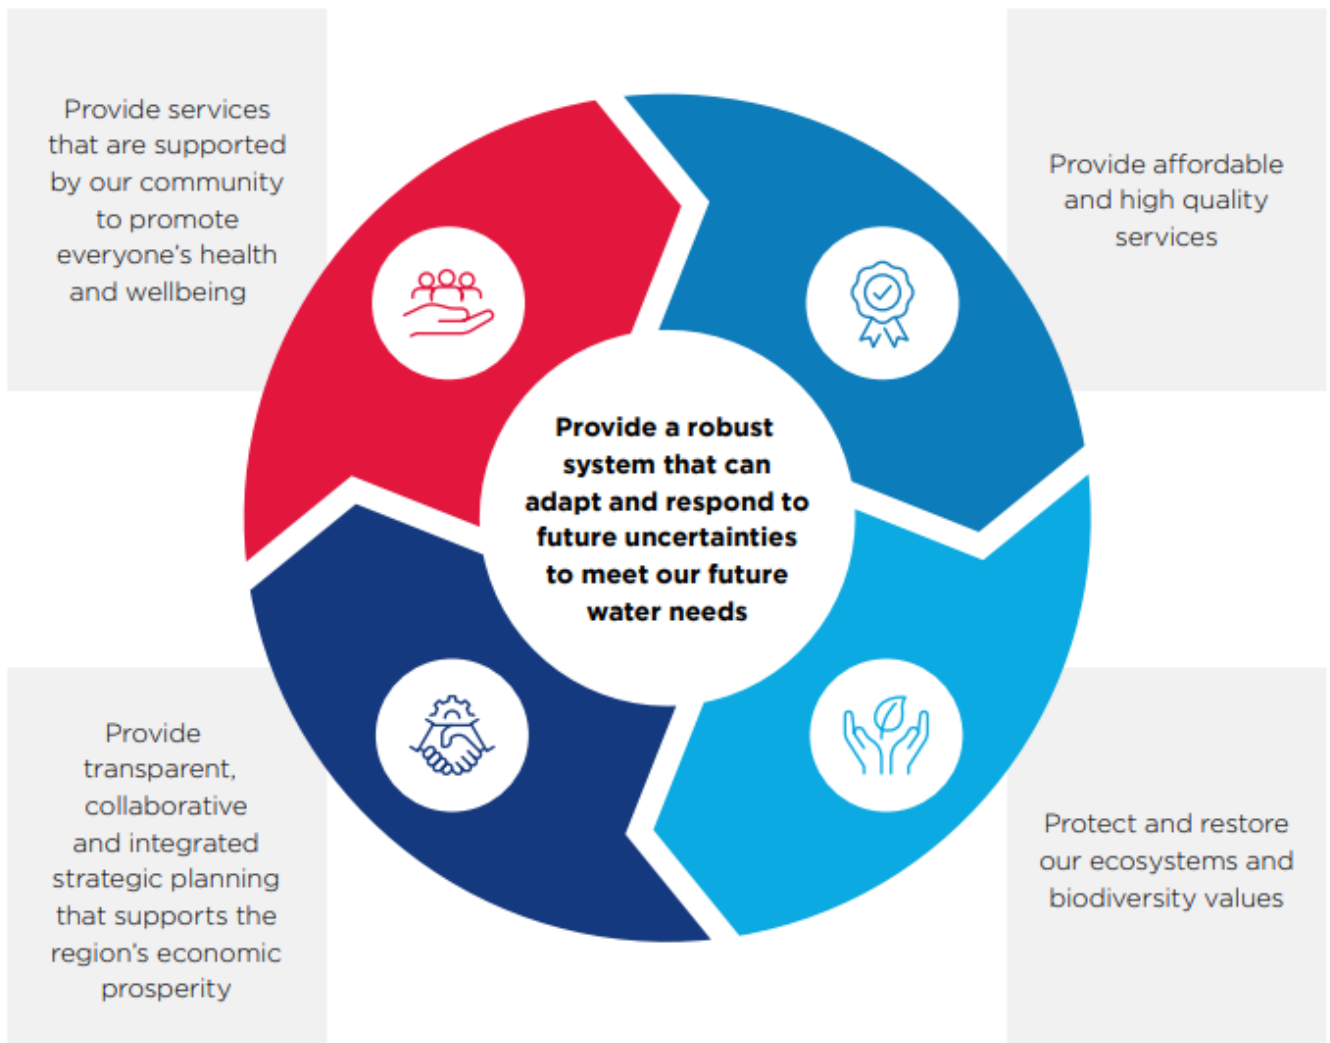 Provide services
that are supported
by our community
to promote
everyone's health
and wellbeing
Provide affordable
and high quality
services
Provide a robust
system that can
adapt and respond to
future uncertainties
to meet our future
water needs
Provide
transparent,
collaborative
and integrated
strategic planning
that supports the
region's economic
prosperity
Protect and restore
our ecosystems and
biodiversity values